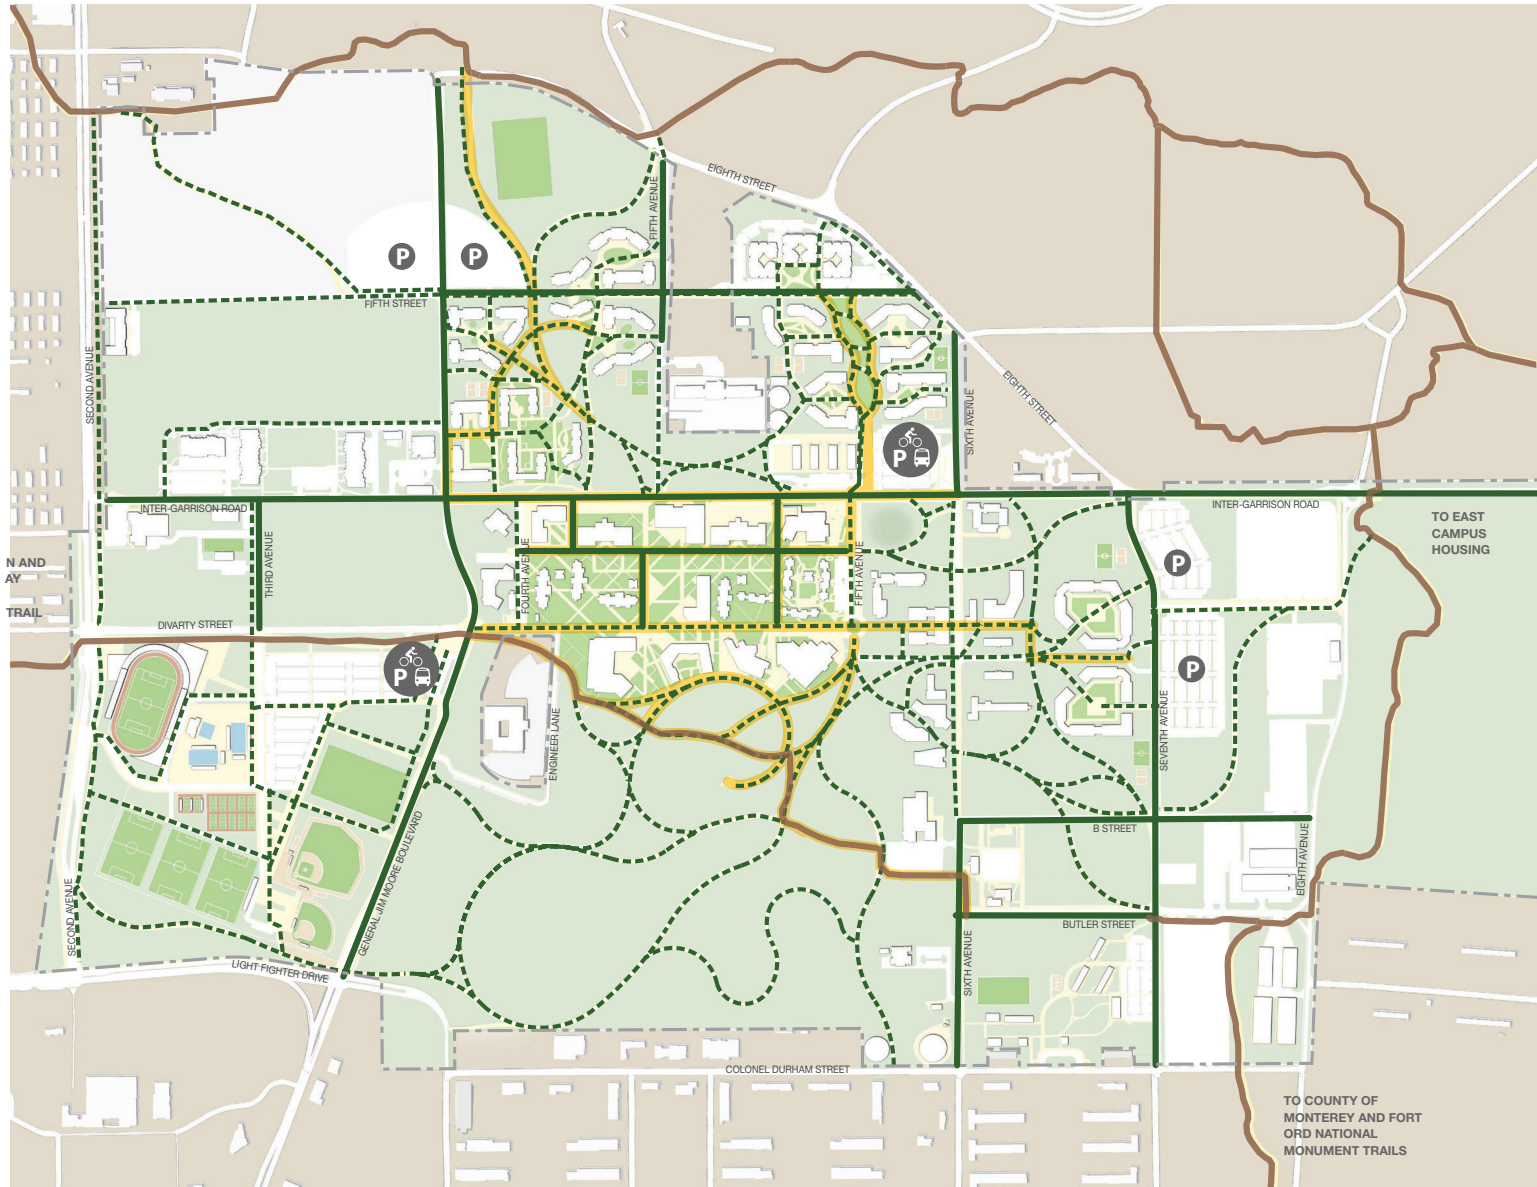 EIGHTH STREET
FIFTH AVENUE
P
P
FIFTH STREET
SECOND AVENUE
EIGHTH STREET
SIXTH AVENUE
P
INTER-GARRISON ROAD
INTER-GARRISON ROAD
TO EAST
CAMPUS
HOUSING
THIRD AVENUE
FOURTH AVENUE
FIFTH AVENUE
P
N AND
AY
TRAIL
DIVARTY STREET
P
P
SEVENTH AVENUE
ENGINEER LANE
GENERAL JIM MOORE BOULEVARD
B STREET
EIGHTH AVENUE
SECOND AVENUE
BUTLER STREET
SIXTH AVENUE
LIGHT FIGHTER DRIVE
COLONEL DURHAM STREET
TO COUNTY OF
MONTEREY AND FORT
ORD NATIONAL
MONUMENT TRAILS